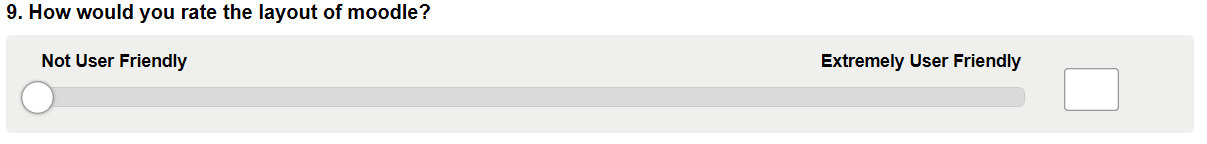 9. How would you rate the layout of moodle?
Not User Friendly
Extremely User Friendly